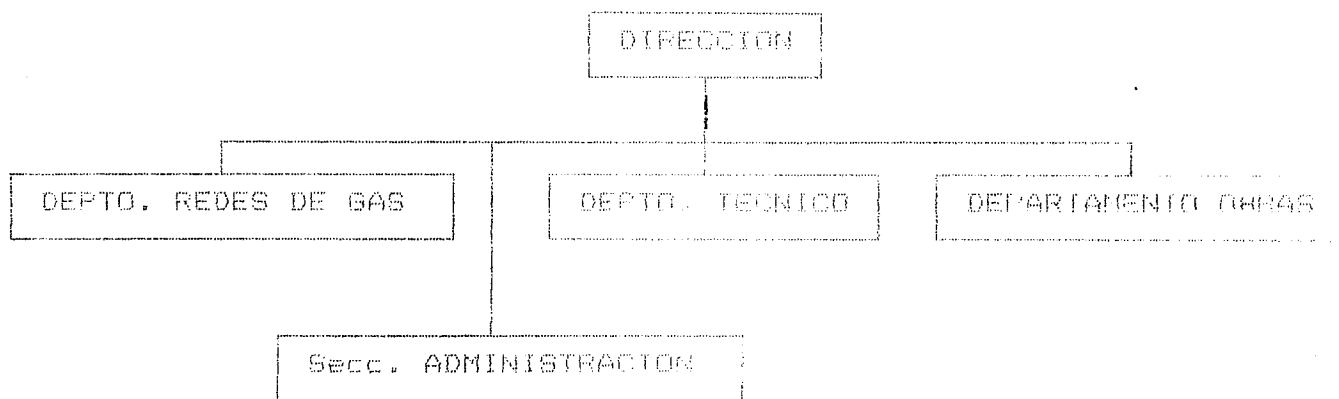 DIRECCION
DEPTO. REDES DE GAS
DEPTO. TECNICO
DEPARTAMENTO OBRAS
Secc. ADMINISTRACION